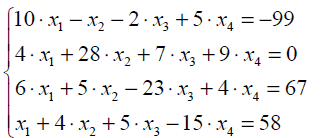 10 · x₁ − x₂ − 2 · x₃ + 5 · x₄ = −99
4 · x₁ + 28 · x₂ + 7 · x₃ + 9 · x₄ = 0
6 · x₁ + 5 · x₂ − 23 · x₃ + 4 · x₄ = 67
x₁ + 4 · x₂ + 5 · x₃ − 15 · x₄ = 58